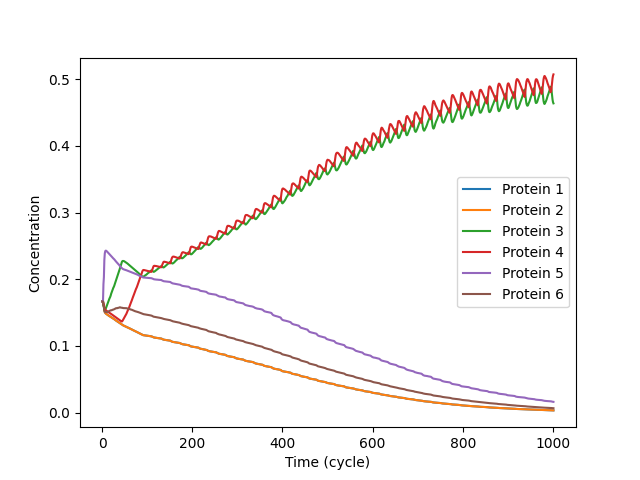 0.5
0.4
0.3
0.2
0.1
0.0
Concentration
0
200
400
600
800
1000
Time (cycle)
Protein 1
Protein 2
Protein 3
Protein 4
Protein 5
Protein 6